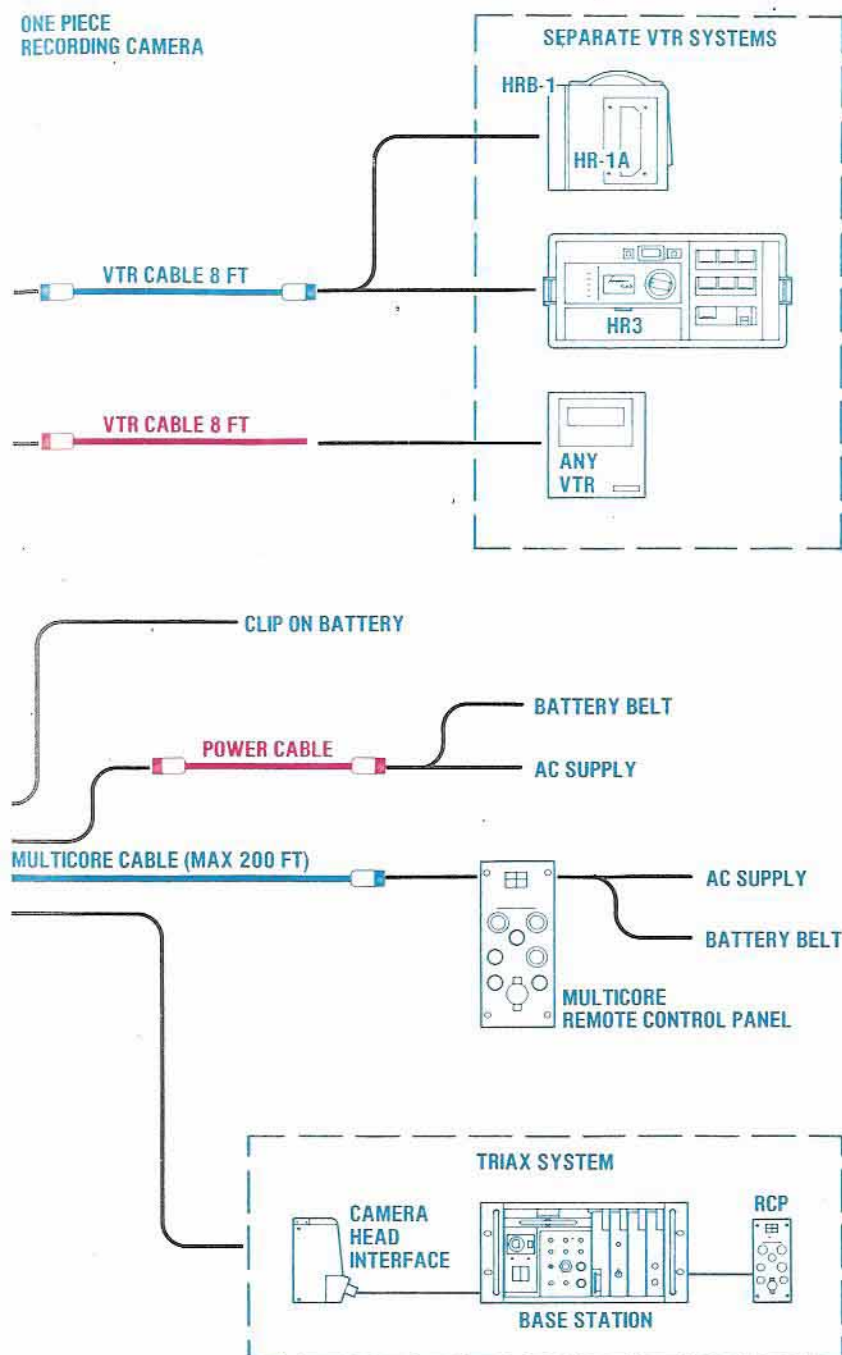 ONE PIECE
RECORDING CAMERA
SEPARATE VTR SYSTEMS
HRB-1
HR-1A
VTR CABLE 8 FT
HR3
VTR CABLE 8 FT
ANY
VTR
CLIP ON BATTERY
BATTERY BELT
POWER CABLE
AC SUPPLY
MULTICORE CABLE (MAX 200 FT)
AC SUPPLY
BATTERY BELT
MULTICORE
REMOTE CONTROL PANEL
TRIAX SYSTEM
RCP
CAMERA
HEAD
INTERFACE
BASE STATION